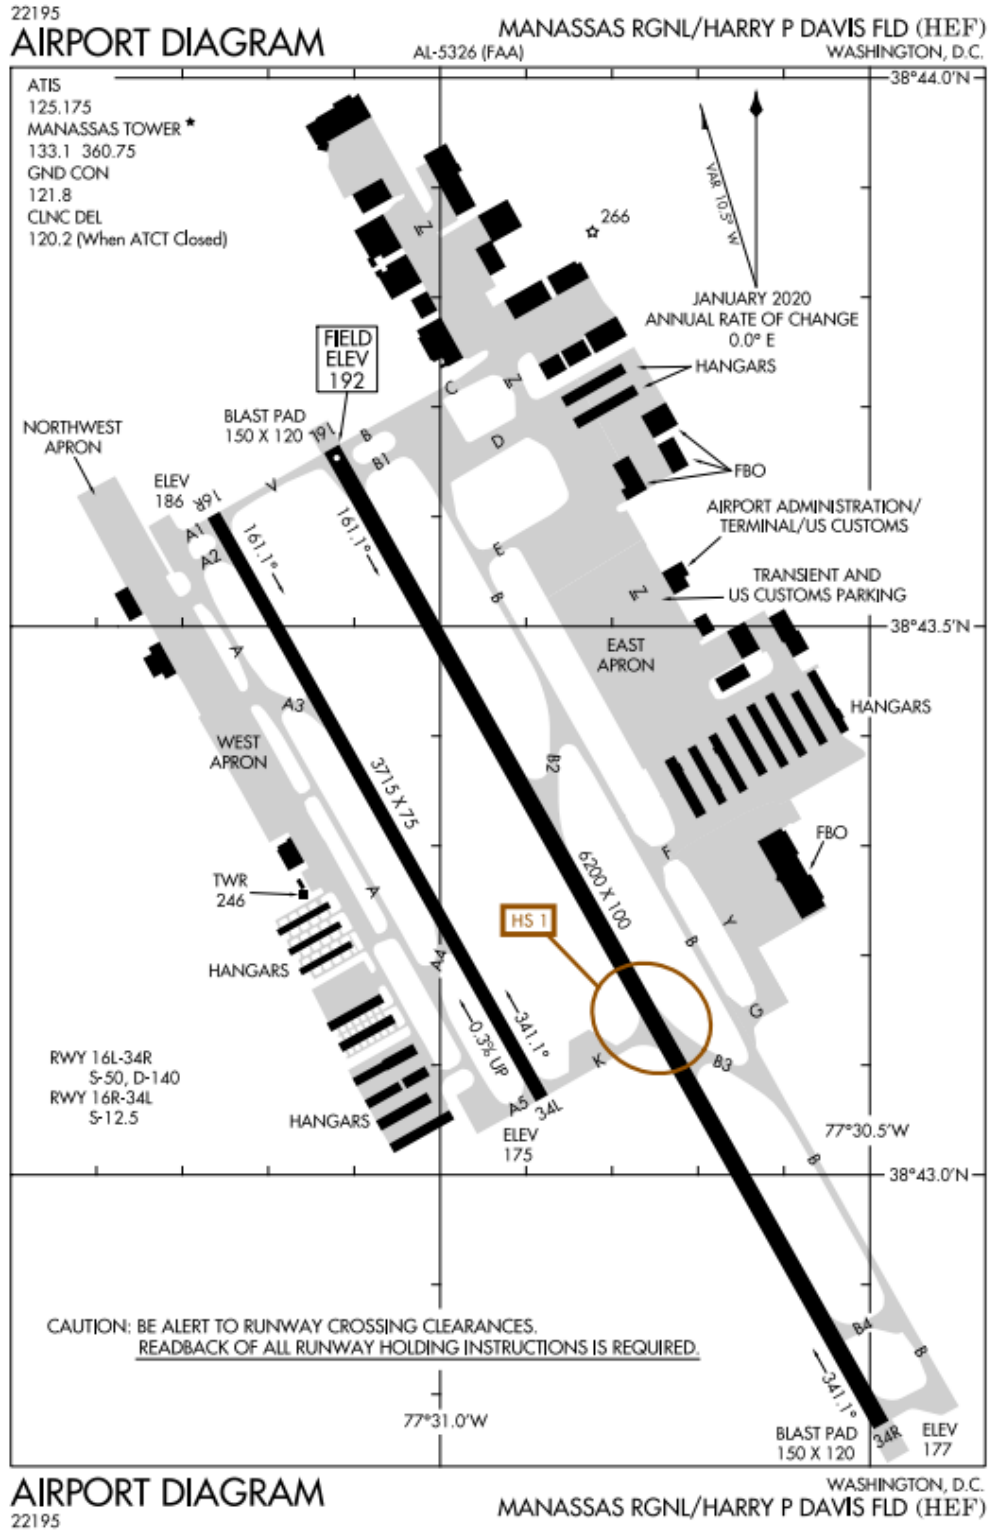 22195
AIRPORT DIAGRAM
AL-5326 (FAA)
MANASSAS RGNL/HARRY P DAVIS FLD (HEF)
WASHINGTON, D.C.
38°44.0'N
ATIS
125.175
MANASSAS TOWER ★
133.1 360.75
GND CON
121.8
CLNC DEL
120.2 (When ATCT Closed)
VAR 10.5° W
266
JANUARY 2020
ANNUAL RATE OF CHANGE
0.0° E
FIELD
ELEV
192
HANGARS
C
BLAST PAD
150 X 120
16L
B
B1
D
NORTHWEST
APRON
FBO
ELEV
186
16R
V
A1
A2
161.1°
161.1°
AIRPORT ADMINISTRATION/
TERMINAL/US CUSTOMS
E
B
TRANSIENT AND
US CUSTOMS PARKING
38°43.5'N
A
EAST
APRON
A3
HANGARS
WEST
APRON
3715 X 75
B2
FBO
F
6200 X 100
TWR
246
A
HS 1
Y
B
A4
HANGARS
G
341.1°
0.3% UP
K
B3
RWY 16L-34R
S-50, D-140
RWY 16R-34L
S-12.5
A5
34L
HANGARS
ELEV
175
77°30.5'W
B
38°43.0'N
CAUTION: BE ALERT TO RUNWAY CROSSING CLEARANCES.
READBACK OF ALL RUNWAY HOLDING INSTRUCTIONS IS REQUIRED.
B4
B
341.1°
77°31.0'W
BLAST PAD
150 X 120
34R
ELEV
177
AIRPORT DIAGRAM
22195
WASHINGTON, D.C.
MANASSAS RGNL/HARRY P DAVIS FLD (HEF)